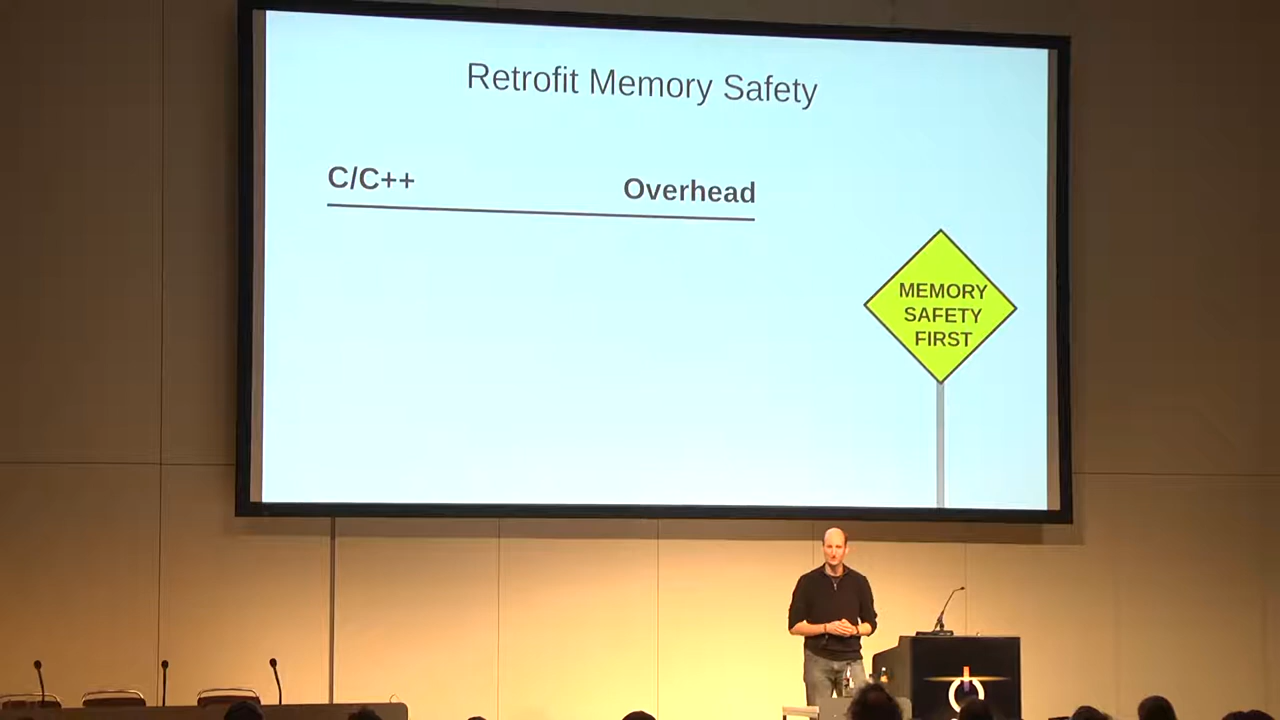 Retrofit Memory Safety
C/C++ Overhead
MEMORY
SAFETY
FIRST